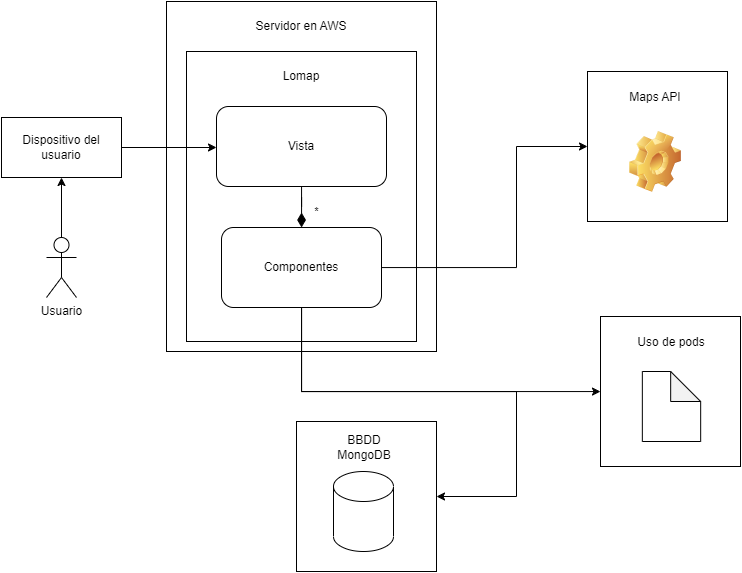 Servidor en AWS
Lomap
Maps API
Dispositivo del
usuario
Vista
*
Componentes
Usuario
Uso de pods
BBDD
MongoDB